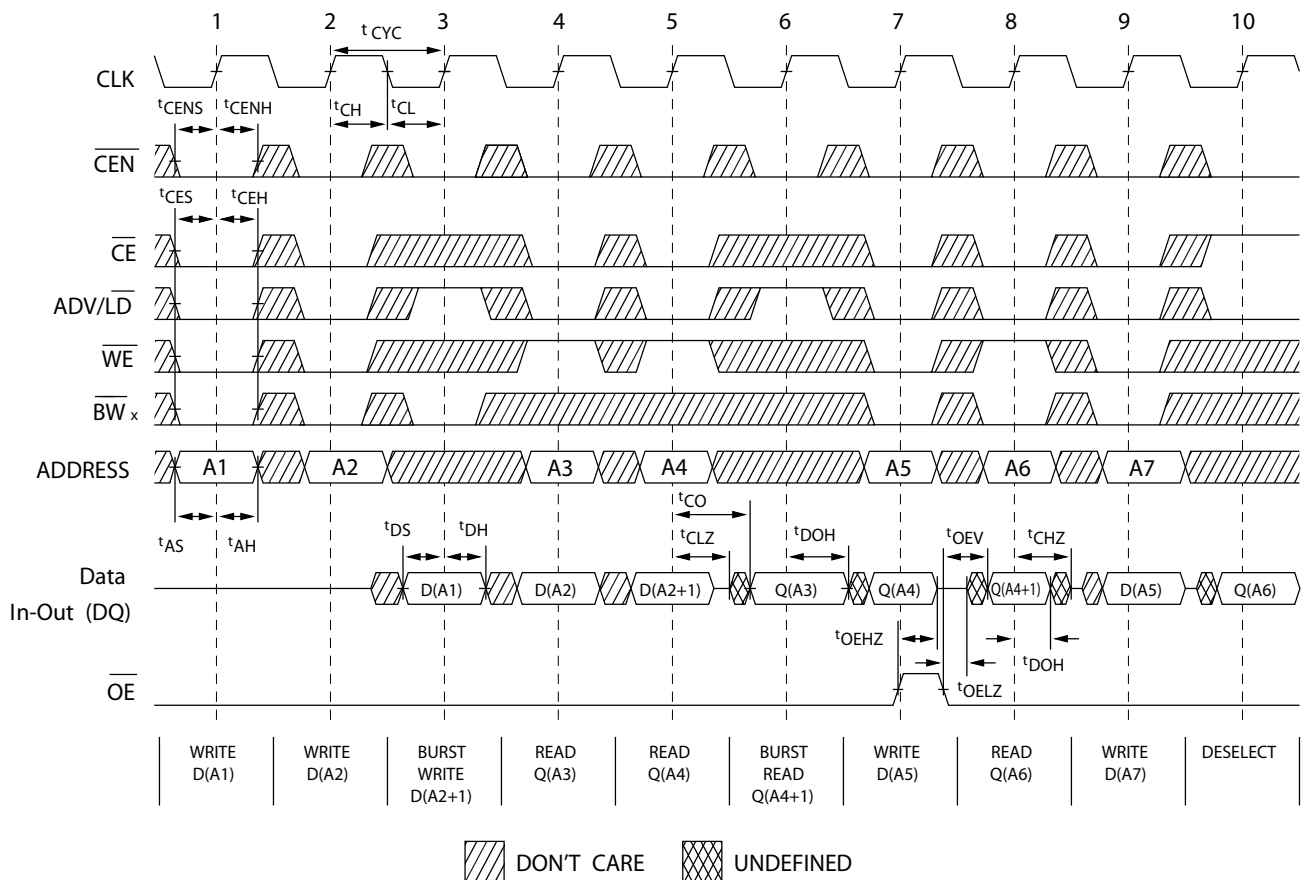 1 2 3 4 5 6 7 8 9 10
t CYC
CLK
tCENS tCENH tCH tCL
CEN
tCES tCEH
CE
ADV/LD
WE
BW x
ADDRESS A1 A2 A3 A4 A5 A6 A7
tAS tAH tDS tDH tCO tCLZ tDOH tOEV tCHZ
Data
In-Out (DQ) D(A1) D(A2) D(A2+1) Q(A3) Q(A4) Q(A4+1) D(A5) Q(A6)
tOEHZ tDOH
tOELZ
OE
WRITE
D(A1)
WRITE
D(A2)
BURST
WRITE
D(A2+1)
READ
Q(A3)
READ
Q(A4)
BURST
READ
Q(A4+1)
WRITE
D(A5)
READ
Q(A6)
WRITE
D(A7)
DESELECT
DON'T CARE UNDEFINED